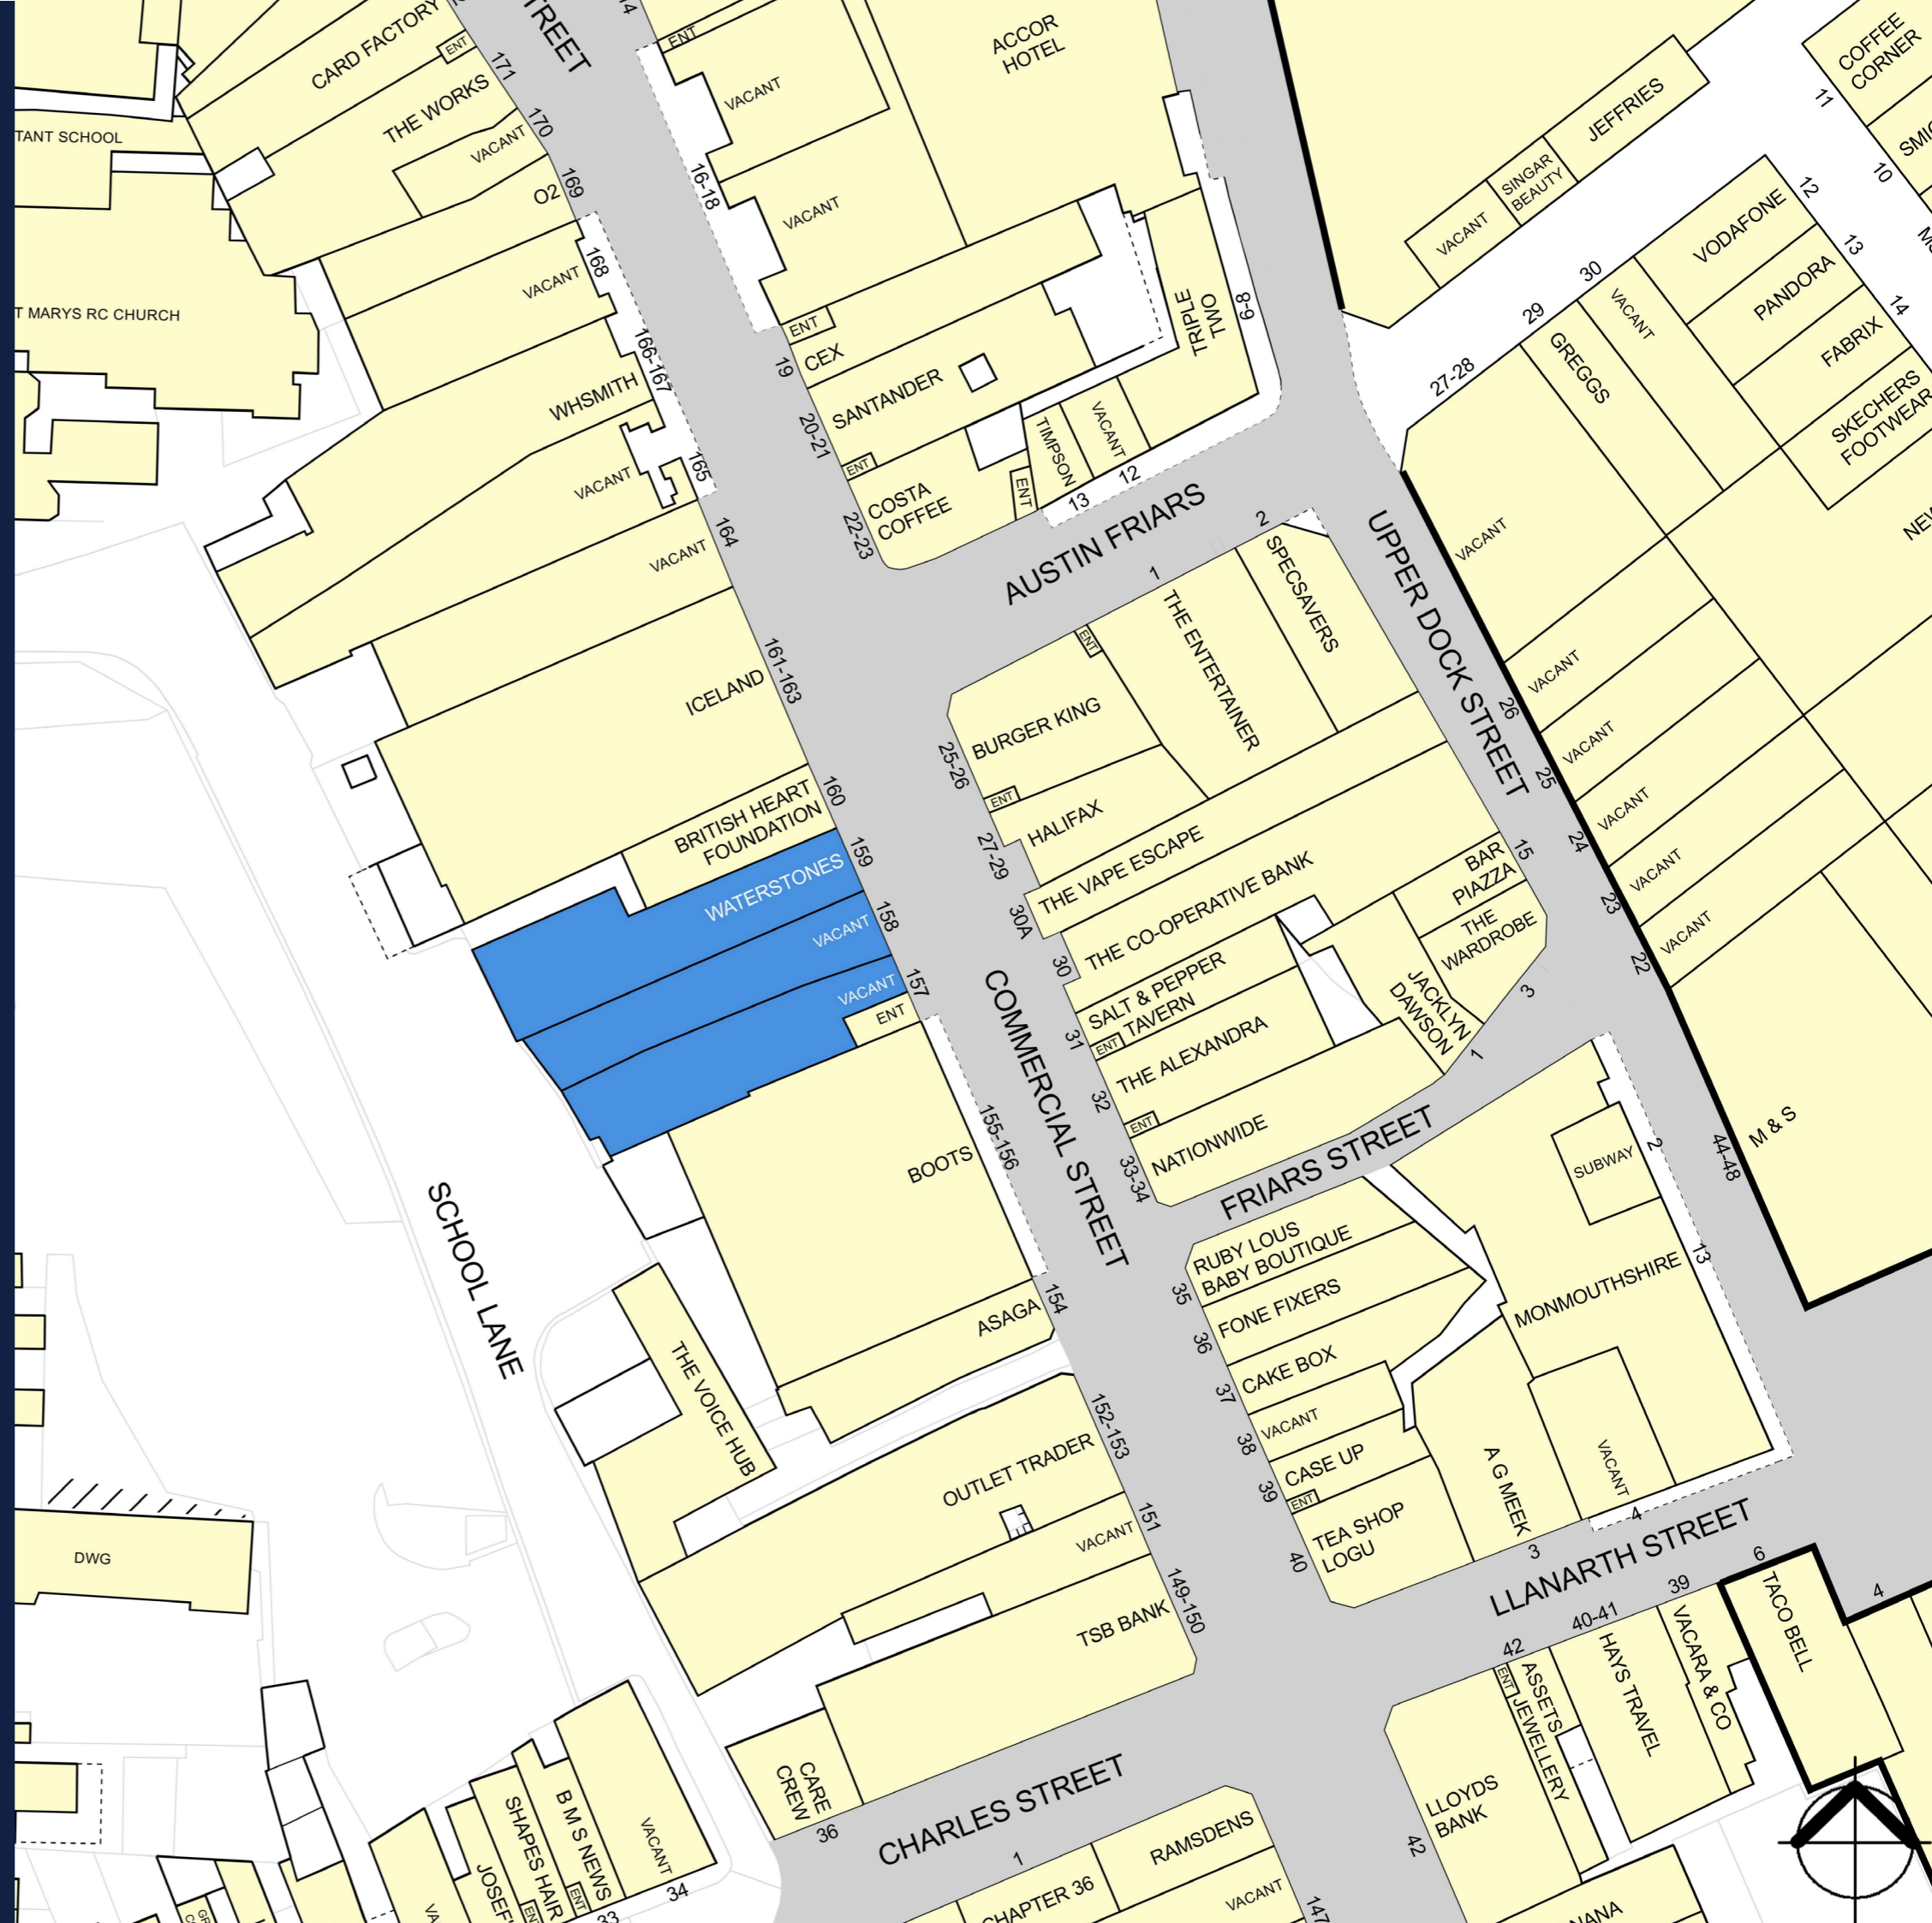 TREET
14
CARD FACTORY
ENT
171
THE WORKS
170
VACANT
169
O2
TANT SCHOOL
T MARYS RC CHURCH
168
VACANT
166-167
WHSMITH
165
VACANT
164
VACANT
161-163
ICELAND
160
BRITISH HEART
FOUNDATION
159
WATERSTONES
158
VACANT
157
VACANT
ENT
155-156
BOOTS
154
ASAGA
152-153
OUTLET TRADER
151
VACANT
149-150
TSB BANK
THE VOICE HUB
SCHOOL LANE
DWG
CARE
CREW
36
CHARLES STREET
ENT
VACANT
16-18
VACANT
ACCOR
HOTEL
ENT
CEX
19
SANTANDER
20-21
ENT
COSTA
COFFEE
22-23
ENT
TIMPSON
13
VACANT
12
TRIPLE
TWO
8-9
AUSTIN FRIARS
2
1
SPECSAVERS
THE ENTERTAINER
ENT
BURGER KING
25-26
ENT
HALIFAX
27-29
THE VAPE ESCAPE
30A
THE CO-OPERATIVE BANK
30
SALT & PEPPER
TAVERN
31
ENT
THE ALEXANDRA
32
ENT
NATIONWIDE
33-34
BAR
PIAZZA
15
THE
WARDROBE
3
JACKLYN
DAWSON
1
COMMERCIAL STREET
FRIARS STREET
UPPER DOCK STREET
RUBY LOUS
BABY BOUTIQUE
35
FONE FIXERS
36
CAKE BOX
37
VACANT
38
CASE UP
39
ENT
TEA SHOP
LOGU
40
A G MEEK
3
VACANT
4
MONMOUTHSHIRE
13
SUBWAY
2
LLANARTH STREET
M & S
44-48
JEFFRIES
SINGAR
BEAUTY
VACANT
COFFEE
CORNER
11
10
12
VODAFONE
13
PANDORA
14
FABRIX
SKECHERS
FOOTWEAR
30
29
27-28
VACANT
GREGGS
VACANT
VACANT
26
VACANT
25
VACANT
24
VACANT
23
VACANT
22
6
TACO BELL
4
39
VACARA & CO
40-41
HAYS TRAVEL
42
ENT
ASSETS
JEWELLERY
LLOYDS
BANK
42
1
RAMSDENS
CHAPTER 36
VACANT
147
VACANT
34
B M S NEWS
ENT
33
SHAPES HAIR
ENT